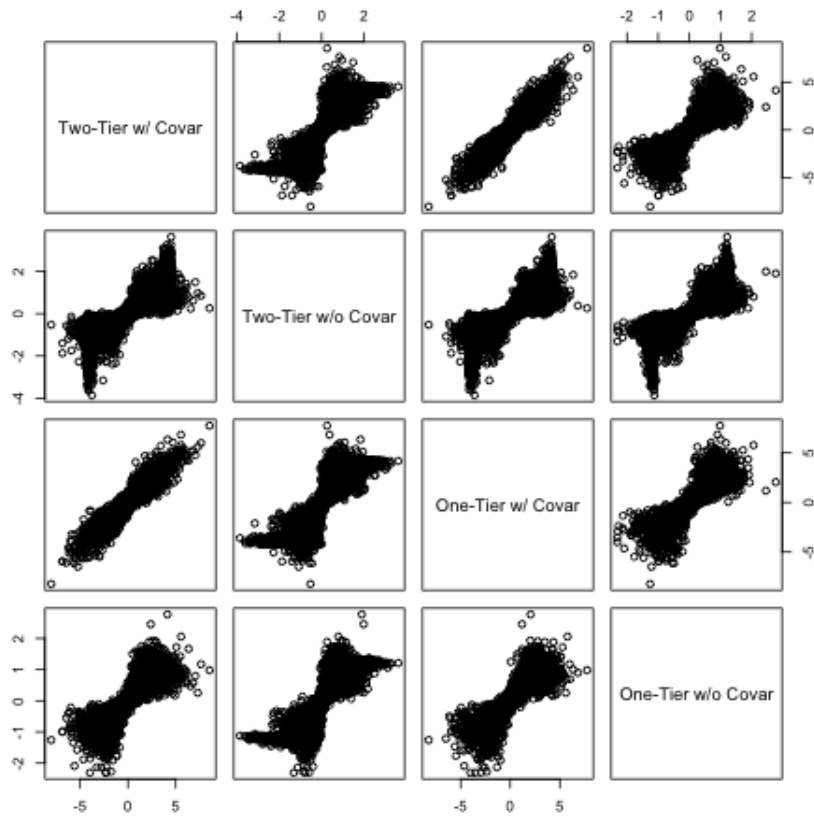 -4 0 2
-2 -1 0 1 2
Two-Tier w/ Covar
5
0
-5
2
0
-2
-4
Two-Tier w/o Covar
One-Tier w/ Covar
5
0
-5
2
1
0
-1
-2
One-Tier w/o Covar
-5 0 5
-5 0 5